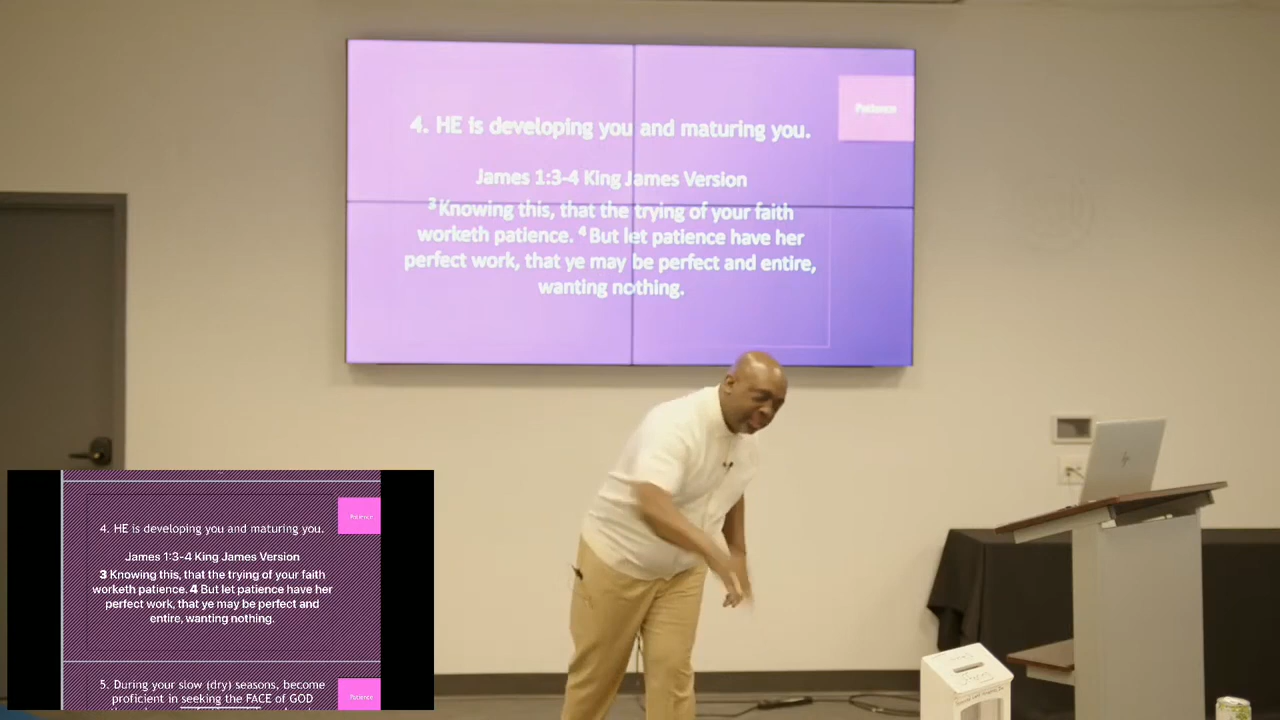 Patience
4. HE is developing you and maturing you.
James 1:3-4 King James Version
3 Knowing this, that the trying of your faith
worketh patience. 4 But let patience have her
perfect work, that ye may be perfect and entire,
wanting nothing.
Patience
4. HE is developing you and maturing you.
James 1:3-4 King James Version
3 Knowing this, that the trying of your faith
worketh patience. 4 But let patience have her
perfect work, that ye may be perfect and
entire, wanting nothing.
5. During your slow (dry) seasons, become
proficient in seeking the FACE of GOD
Patience